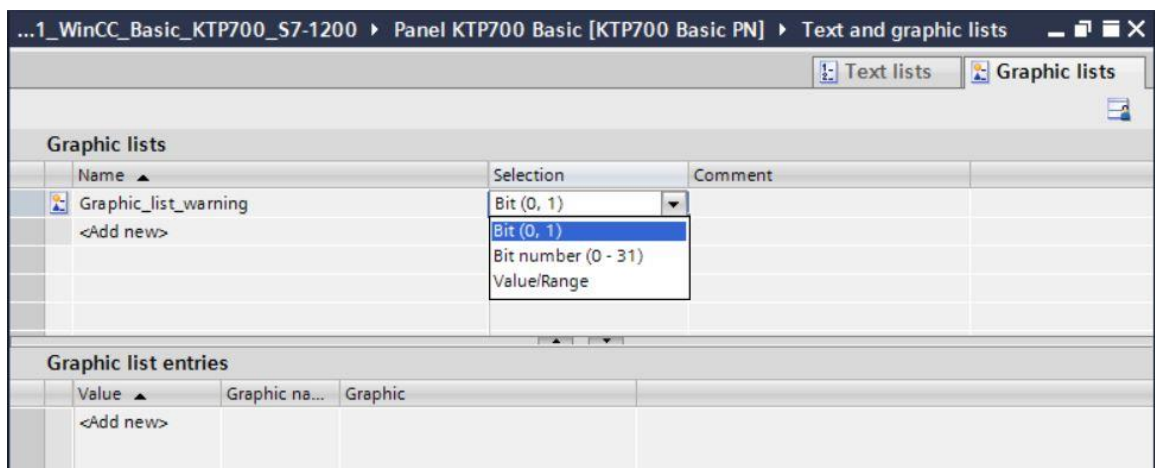 ...1_WinCC_Basic_KTP700_S7-1200 ▸ Panel KTP700 Basic [KTP700 Basic PN] ▸ Text and graphic lists
Text lists Graphic lists
Graphic lists
Name Selection Comment
Graphic_list_warning Bit (0, 1)
<Add new> Bit (0, 1)
Bit number (0 - 31)
Value/Range
Graphic list entries
Value Graphic na... Graphic
<Add new>